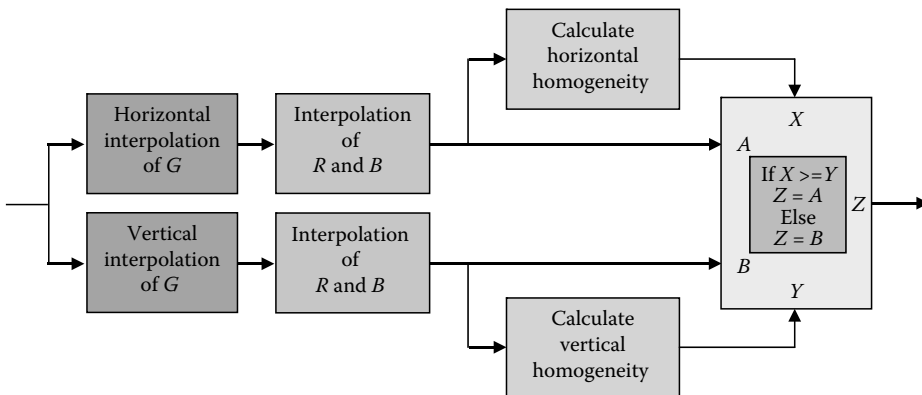 Calculate
horizontal
homogeneity
Horizontal
interpolation
of G
Interpolation
of
R and B
X
A
If X >=Y
Z = A
Else
Z = B
Z
Vertical
interpolation
of G
Interpolation
of
R and B
B
Y
Calculate
vertical
homogeneity